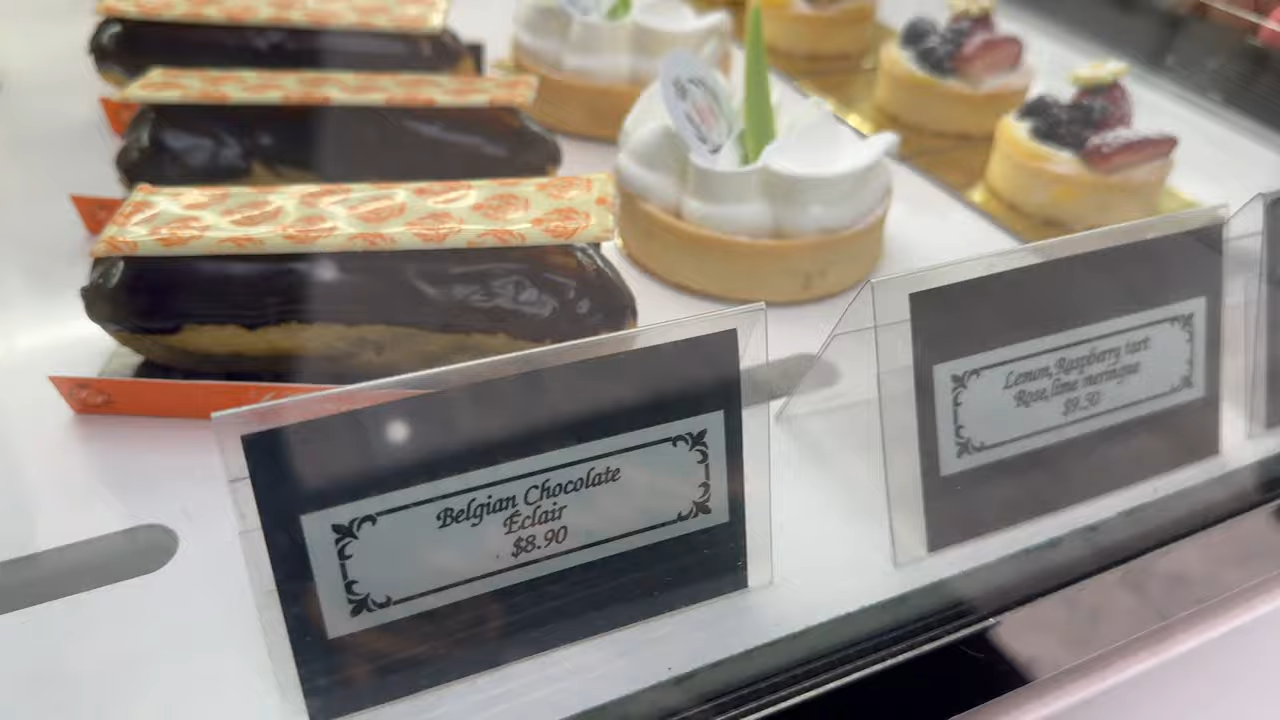 Belgian Chocolate
Éclair
$8.90
Lemon, Raspberry tart
Rose, lime meringue
$9.50